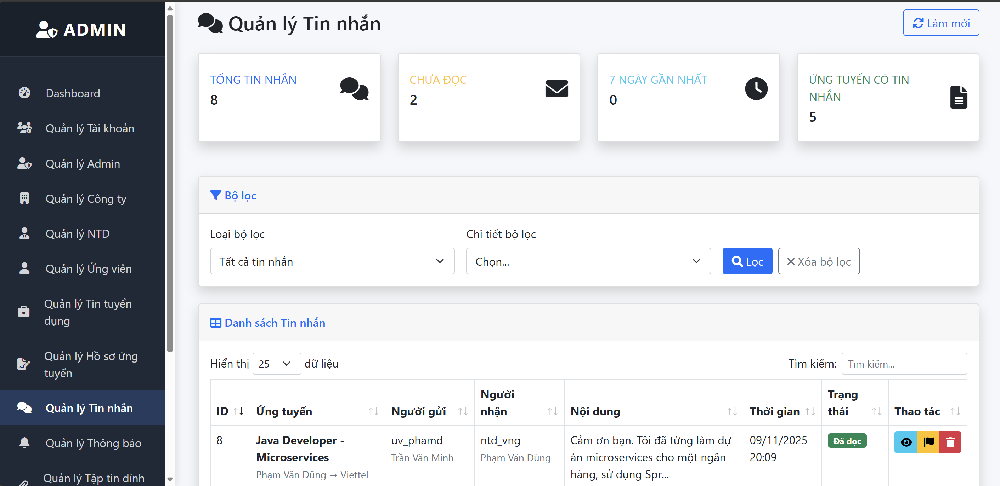 ADMIN
Dashboard
Quản lý Tài khoản
Quản lý Admin
Quản lý Công ty
Quản lý NTD
Quản lý Ứng viên
Quản lý Tin tuyển
dụng
Quản lý Hồ sơ ứng
tuyển
Quản lý Tin nhắn
Quản lý Thông báo
Quản lý Tập tin đính
Quản lý Tin nhắn
Làm mới
TỔNG TIN NHẮN
8
CHƯA ĐỌC
2
7 NGÀY GẦN NHẤT
0
ỨNG TUYỂN CÓ TIN
NHẮN
5
Bộ lọc
Loại bộ lọc
Tất cả tin nhắn
Chi tiết bộ lọc
Chọn...
Lọc
Xóa bộ lọc
Danh sách Tin nhắn
Hiển thị 25 dữ liệu
Tìm kiếm: Tìm kiếm...
ID
Ứng tuyển
Người gửi
Người
nhận
Nội dung
Thời gian
Trạng
thái
Thao tác
8
Java Developer -
Microservices
Phạm Văn Dũng → Viettel
uv_phamd
Trần Văn Minh
ntd_vng
Phạm Văn Dũng
Cảm ơn bạn. Tôi đã từng làm dự
án microservices cho một ngân
hàng, sử dụng Spr...
09/11/2025
20:09
Đã đọc